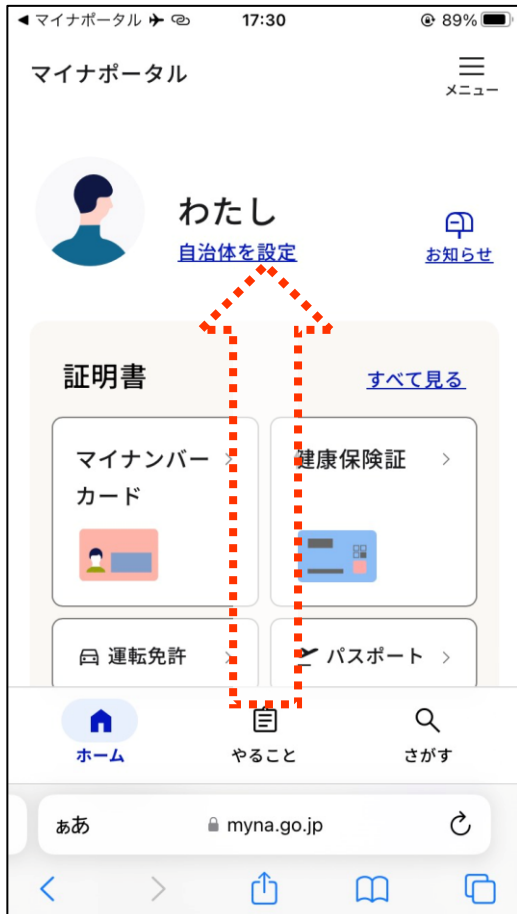 マイナポータル 17:30 89%
マイナポータル
メニュー
わたし
自治体を設定
お知らせ
証明書 すべて見る
マイナンバー 健康保険証
カード
運転免許 パスポート
ホーム やること さがす
ぁあ myna.go.jp